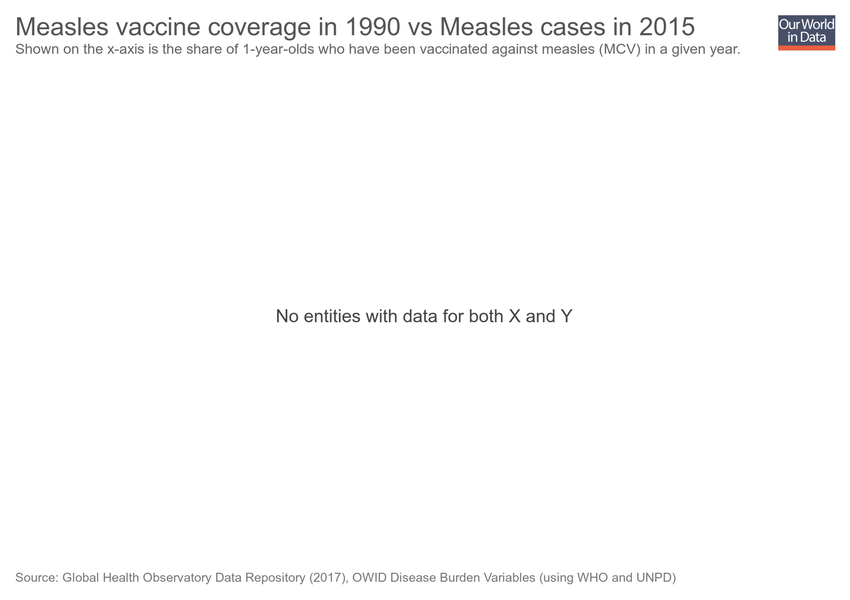 Measles vaccine coverage in 1990 vs Measles cases in 2015
Shown on the x-axis is the share of 1-year-olds who have been vaccinated against measles (MCV) in a given year.
Our World
in Data
No entities with data for both X and Y
Source: Global Health Observatory Data Repository (2017), OWID Disease Burden Variables (using WHO and UNPD)